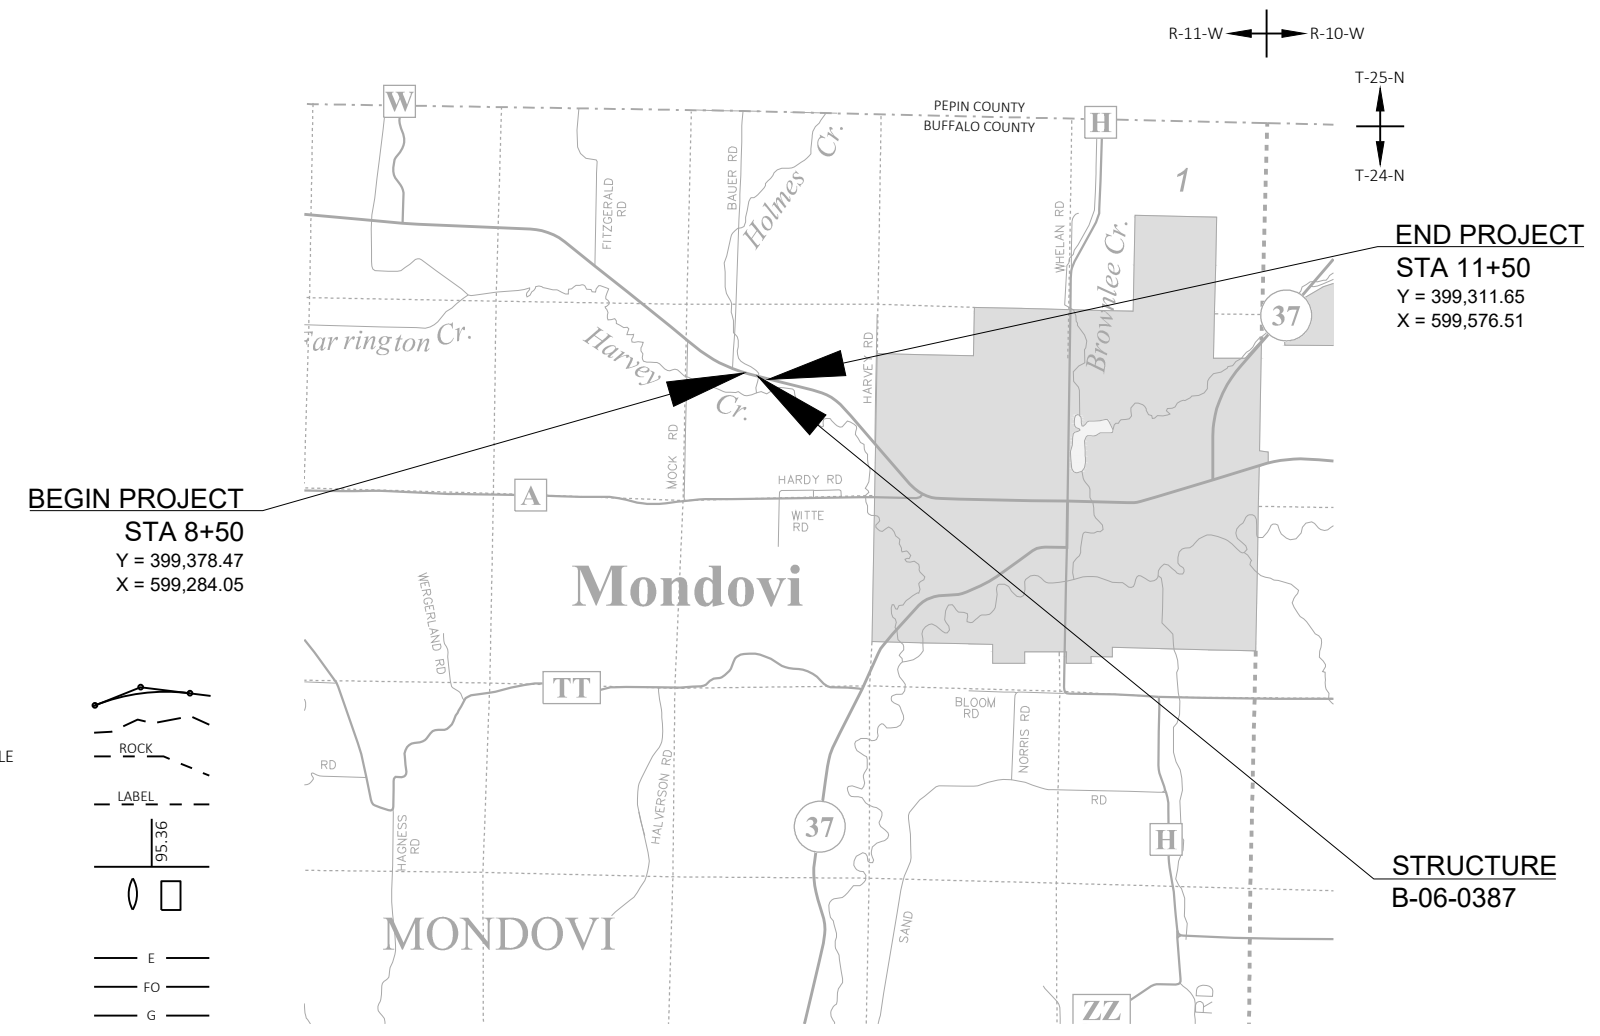 R-11-W R-10-W
T-25-N
T-24-N
PEPIN COUNTY
BUFFALO COUNTY
W
H
1
FITZGERALD
RD
BAUER RD
Holmes Cr.
WHELAN RD
Brownlee Cr.
END PROJECT
STA 11+50
Y = 399,311.65
X = 599,576.51
37
arrington Cr.
Harvey
Cr.
HARVEY RD
MOCK RD
BEGIN PROJECT
STA 8+50
Y = 399,378.47
X = 599,284.05
A
HARDY RD
WITTE
RD
Mondovi
WERGERLAND RD
TT
BLOOM
RD
NORRIS RD
HALVERSON RD
RD
RD
HAGNESS
RD
37
H
STRUCTURE
B-06-0387
SAND
MONDOVI
ZZ
RD
LE
ROCK
LABEL
95.36
E
FO
G